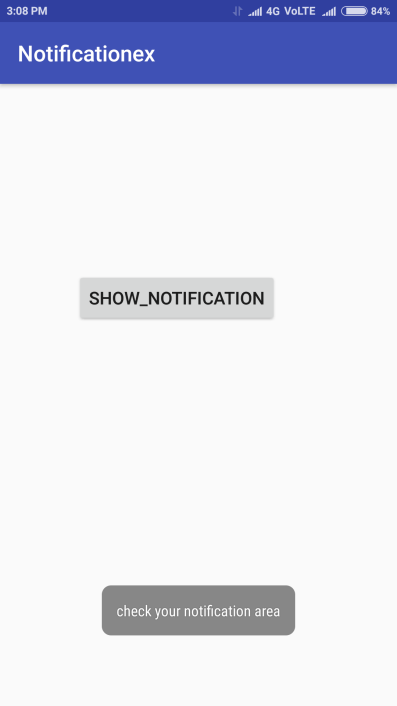 3:08 PM 4G VoLTE 84%
Notificationex
SHOW_NOTIFICATION
check your notification area